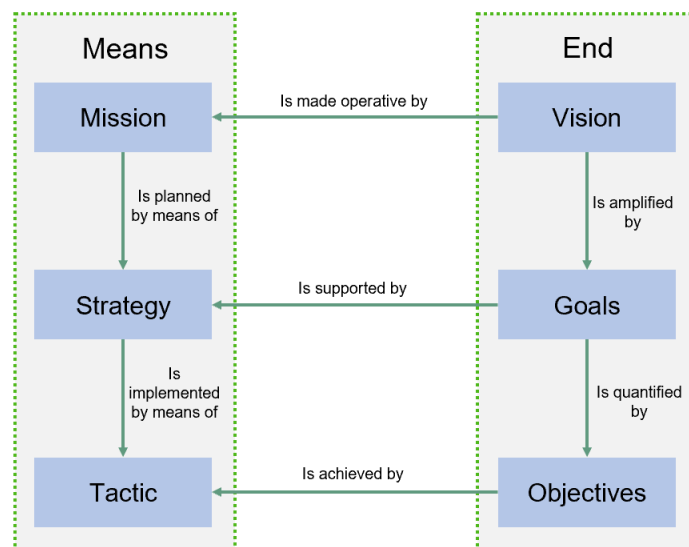 Means
End
Mission
Is made operative by
Vision
Is planned
by means of
Is amplified
by
Strategy
Is supported by
Goals
Is
implemented
by means of
Is quantified
by
Tactic
Is achieved by
Objectives